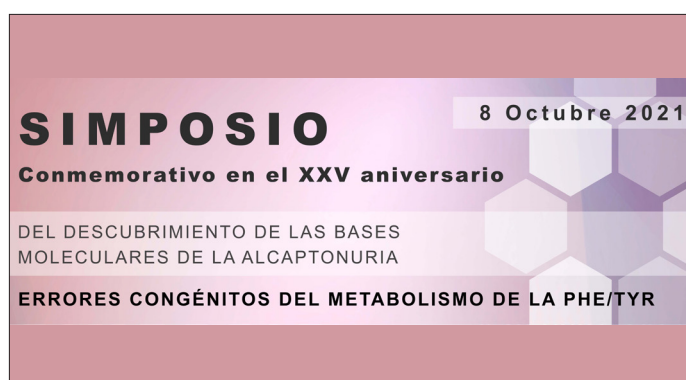 8 Octubre 2021
SIMPOSIO
Conmemorativo en el XXV aniversario
DEL DESCUBRIMIENTO DE LAS BASES
MOLECULARES DE LA ALCAPTONURIA
ERRORES CONGÉNITOS DEL METABOLISMO DE LA PHE/TYR